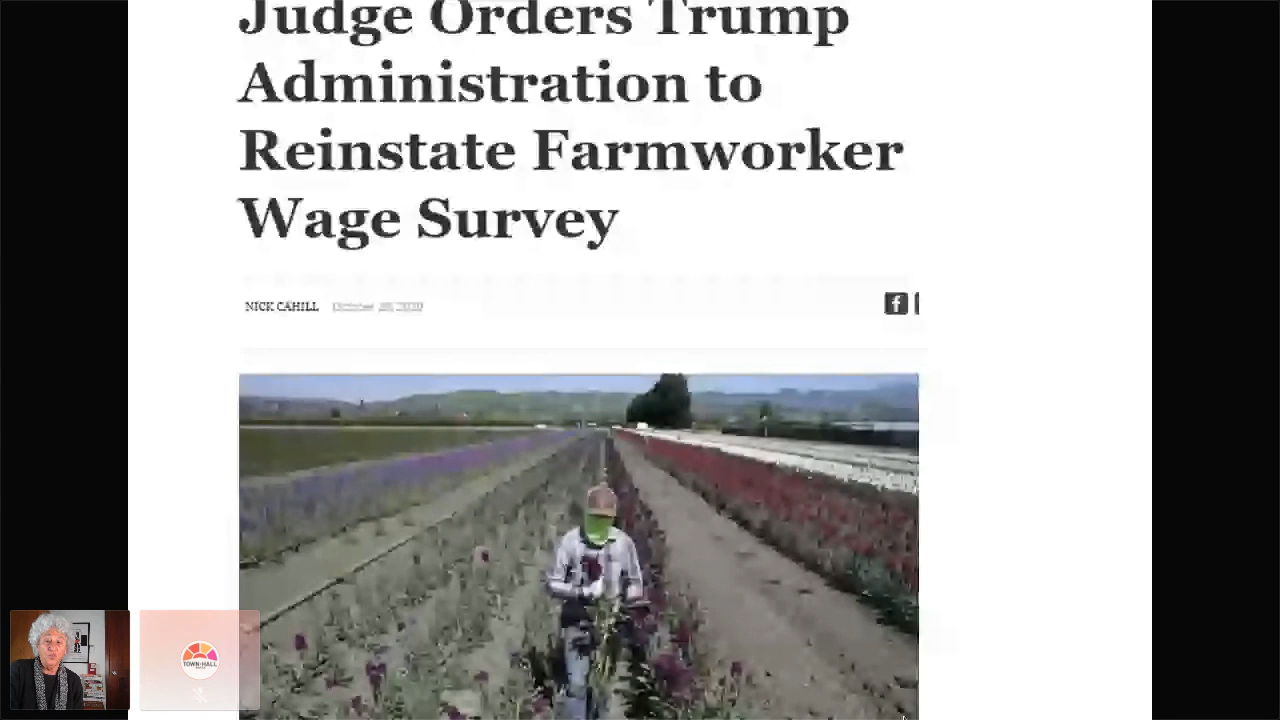 Judge Orders Trump
Administration to
Reinstate Farmworker
Wage Survey
NICK CAHILL
TOWN HALL